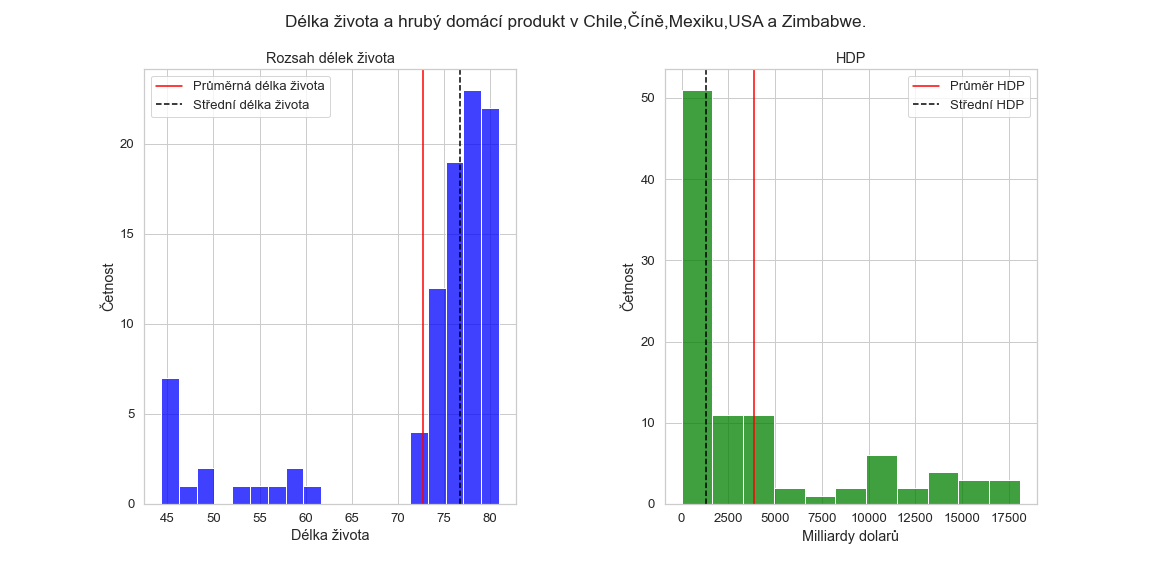 Délka života a hrubý domácí produkt v Chile,Číně,Mexiku,USA a Zimbabwe.
Rozsah délek života
Průměrná délka života
Střední délka života
Četnost
20
15
10
5
0
45 50 55 60 65 70 75 80
Délka života
HDP
Průměr HDP
Střední HDP
Četnost
50
40
30
20
10
0
0 2500 5000 7500 10000 12500 15000 17500
Milliardy dolarů